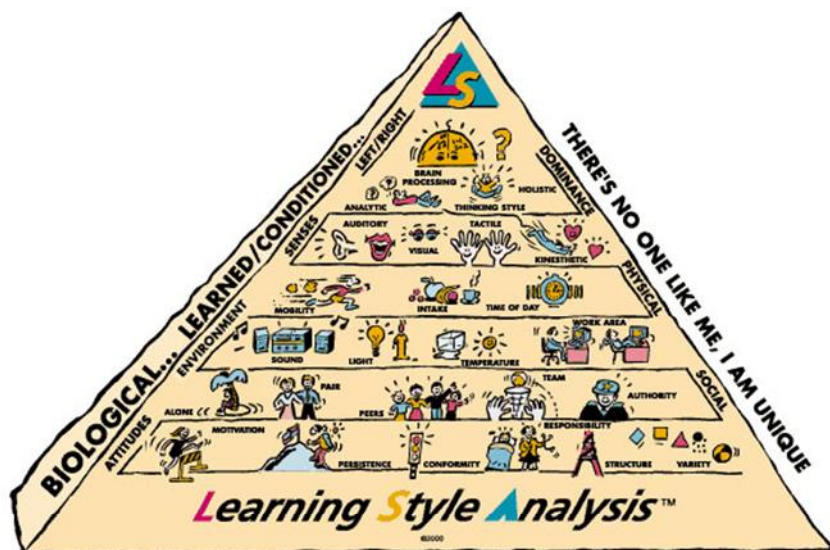 LS
THERE'S NO ONE LIKE ME, I AM UNIQUE
BIOLOGICAL... LEARNED/CONDITIONED...
LEFT/RIGHT
DOMINANCE
?
BRAIN
PROCESSING
ANALYTIC
THINKING STYLE
HOLISTIC
SENSES
AUDITORY
VISUAL
TACTILE
KINESTHETIC
PHYSICAL
MOBILITY
INTAKE
TIME OF DAY
ENVIRONMENT
SOUND
LIGHT
TEMPERATURE
WORK AREA
SOCIAL
ALONE
PAIR
PEERS
TEAM
AUTHORITY
ATTITUDES
MOTIVATION
PERSISTENCE
CONFORMITY
RESPONSIBILITY
STRUCTURE
VARIETY
Learning Style Analysis™